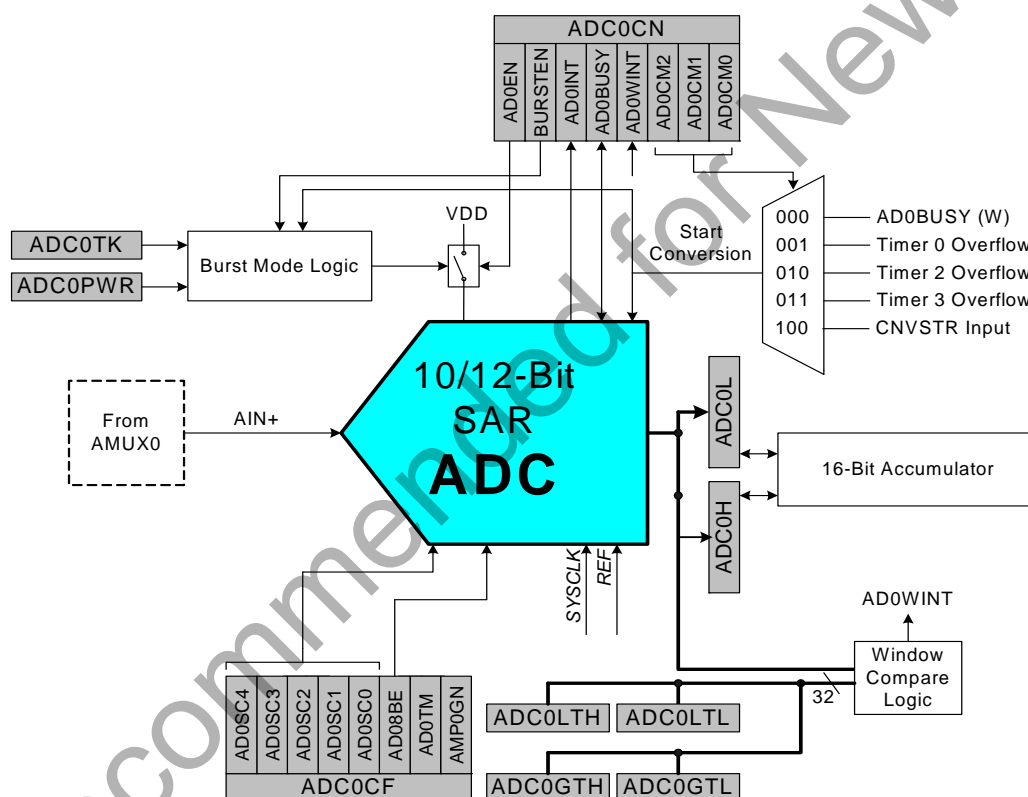 ADC0CN
AD0EN
BURSTEN
AD0INT
AD0BUSY
AD0WINT
AD0CM2
AD0CM1
AD0CM0
VDD
Start
Conversion
000
001
010
011
100
AD0BUSY (W)
Timer 0 Overflow
Timer 2 Overflow
Timer 3 Overflow
CNVSTR Input
ADC0TK
ADC0PWR
Burst Mode Logic
10/12-Bit
SAR
ADC
From
AMUX0
AIN+
ADC0L
ADC0H
16-Bit Accumulator
SYSCLK
REF
AD0WINT
Window
Compare
Logic
32
AD0SC4
AD0SC3
AD0SC2
AD0SC1
AD0SC0
AD08BE
AD0TM
AMP0GN
ADC0CF
ADC0LTH
ADC0LTL
ADC0GTH
ADC0GTL
commended for New